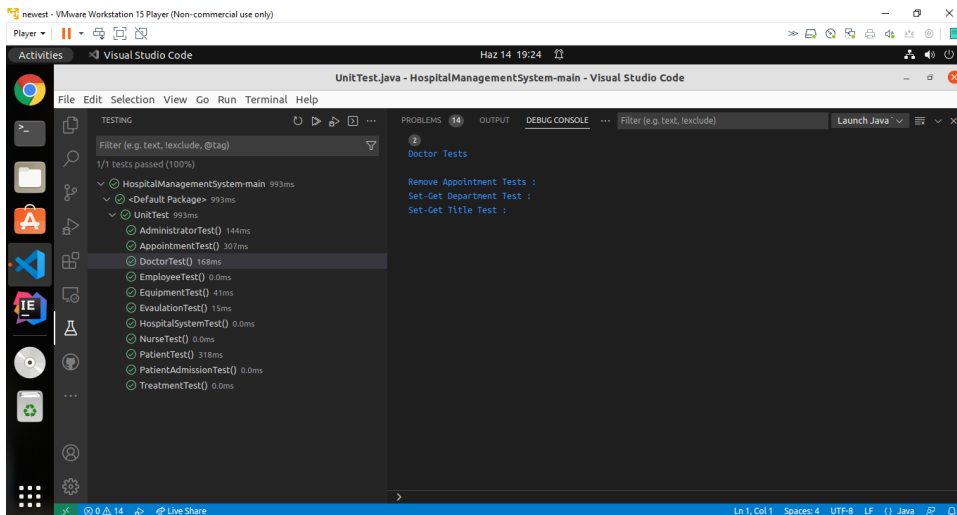 newest - VMware Workstation 15 Player (Non-commercial use only)
Player
Activities Visual Studio Code Haz 14 19:24
UnitTest.java - HospitalManagementSystem-main - Visual Studio Code
File Edit Selection View Go Run Terminal Help
TESTING
Filter (e.g. text, !exclude, @tag)
1/1 tests passed (100%)
HospitalManagementSystem-main 993ms
<Default Package> 993ms
UnitTest 993ms
AdministratorTest() 144ms
AppointmentTest() 307ms
DoctorTest() 168ms
EmployeeTest() 0.0ms
EquipmentTest() 41ms
EvaulationTest() 15ms
HospitalSystemTest() 0.0ms
NurseTest() 0.0ms
PatientTest() 318ms
PatientAdmissionTest() 0.0ms
TreatmentTest() 0.0ms
PROBLEMS 14 OUTPUT DEBUG CONSOLE ... Filter (e.g. text, !exclude) Launch Java
2
Doctor Tests
Remove Appointment Tests :
Set-Get Department Test :
Set-Get Title Test :
>
IE
0 14 Live Share Ln 1, Col 1 Spaces: 4 UTF-8 LF {} Java